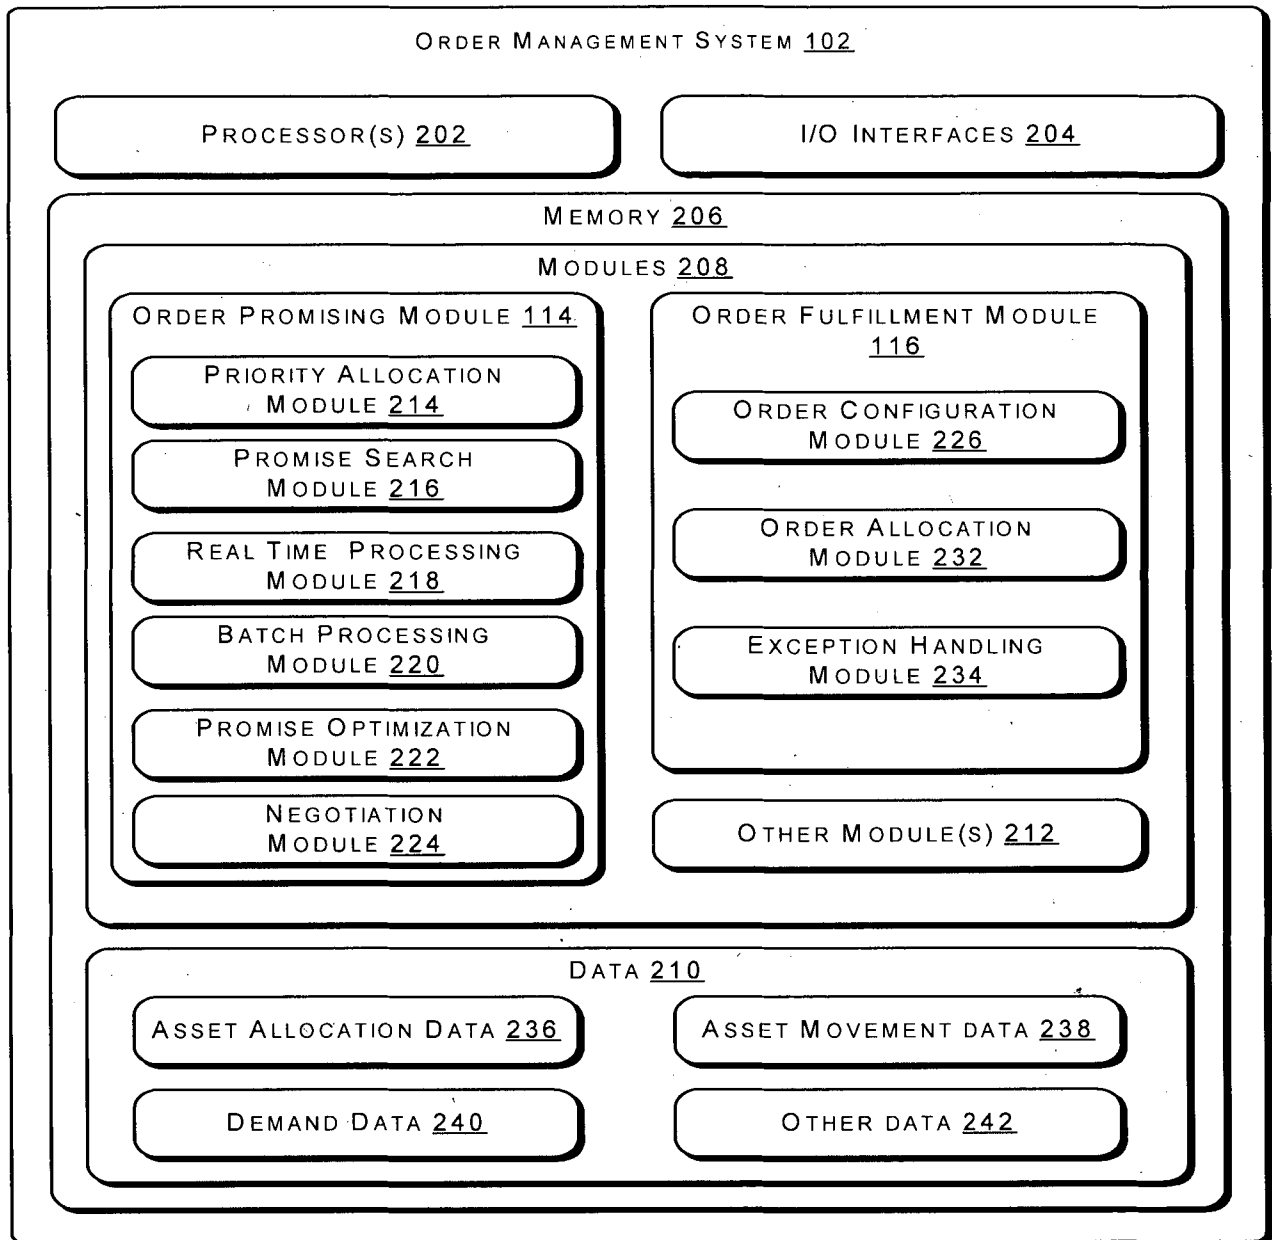 ORDER MANAGEMENT SYSTEM 102
PROCESSOR(S) 202
I/O INTERFACES 204
MEMORY 206
MODULES 208
ORDER PROMISING MODULE 114
PRIORITY ALLOCATION
MODULE 214
PROMISE SEARCH
MODULE 216
REAL TIME PROCESSING
MODULE 218
BATCH PROCESSING
MODULE 220
PROMISE OPTIMIZATION
MODULE 222
NEGOTIATION
MODULE 224
ORDER FULFILLMENT MODULE
116
ORDER CONFIGURATION
MODULE 226
ORDER ALLOCATION
MODULE 232
EXCEPTION HANDLING
MODULE 234
OTHER MODULE(S) 212
DATA 210
ASSET ALLOCATION DATA 236
ASSET MOVEMENT DATA 238
DEMAND DATA 240
OTHER DATA 242